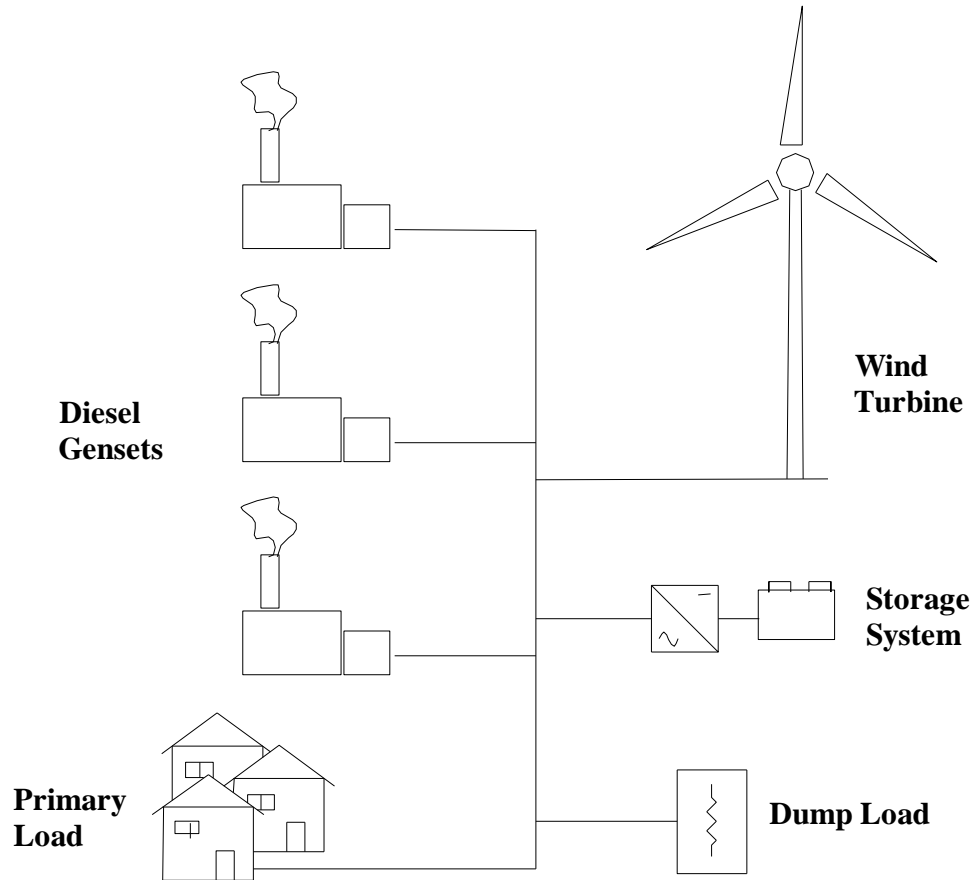 Wind
Turbine
Diesel
Gensets
Storage
System
Primary
Load
Dump Load